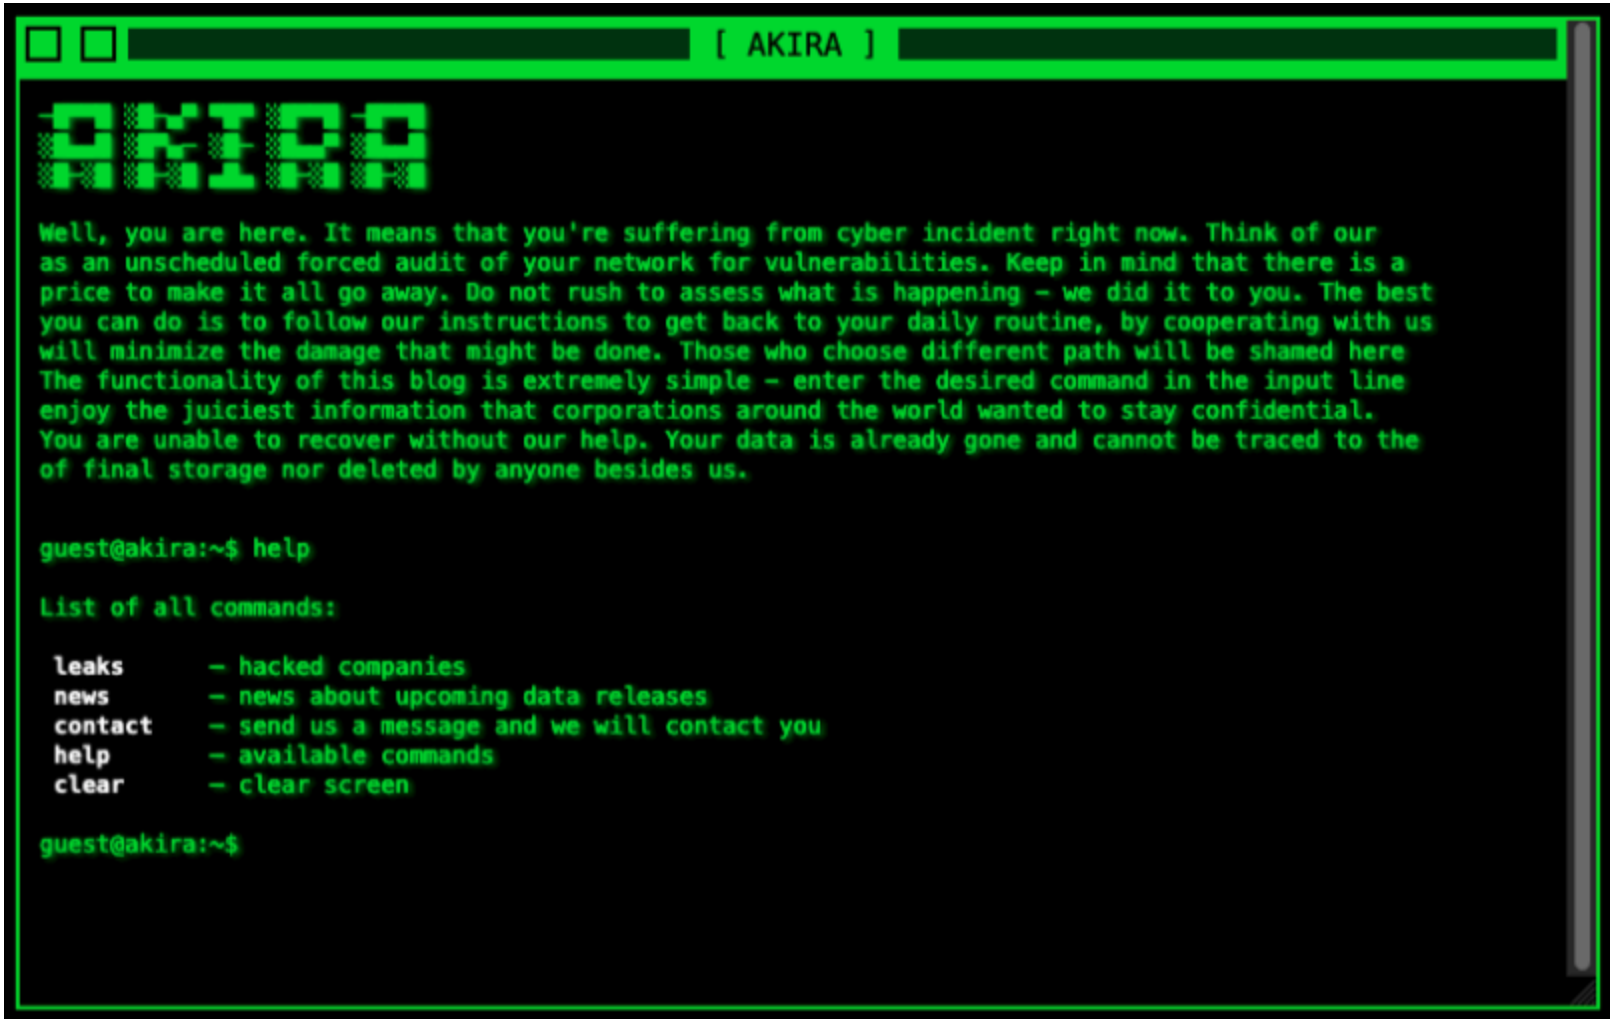 [ AKIRA ]
AKIRA
Well, you are here. It means that you're suffering from cyber incident right now. Think of our
as an unscheduled forced audit of your network for vulnerabilities. Keep in mind that there is a
price to make it all go away. Do not rush to assess what is happening - we did it to you. The best
you can do is to follow our instructions to get back to your daily routine, by cooperating with us
will minimize the damage that might be done. Those who choose different path will be shamed here
The functionality of this blog is extremely simple - enter the desired command in the input line
enjoy the juiciest information that corporations around the world wanted to stay confidential.
You are unable to recover without our help. Your data is already gone and cannot be traced to the
of final storage nor deleted by anyone besides us.
guest@akira:~$ help
List of all commands:
leaks - hacked companies
news - news about upcoming data releases
contact - send us a message and we will contact you
help - available commands
clear - clear screen
guest@akira:~$